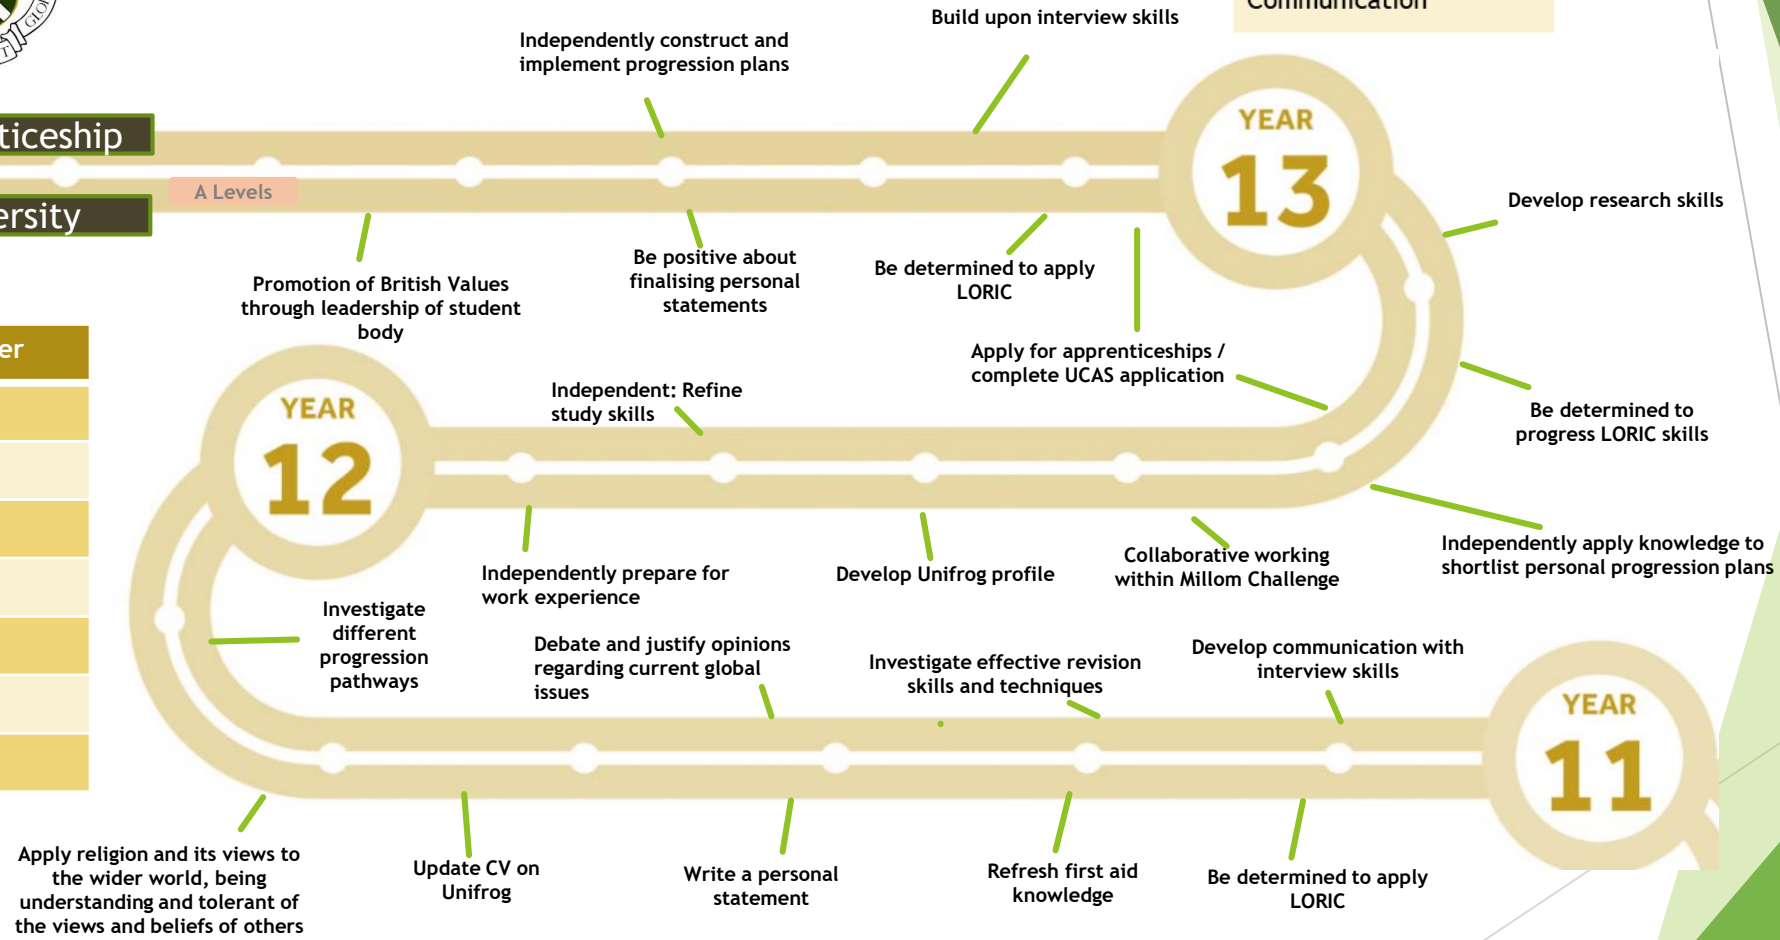 GLO
T
Communication
Build upon interview skills
Independently construct and
implement progression plans
ticeship
A Levels
ersity
YEAR
13
Develop research skills
Promotion of British Values
through leadership of student
body
Be positive about
finalising personal
statements
Be determined to apply
LORIC
Apply for apprenticeships /
complete UCAS application
Be determined to
progress LORIC skills
er
YEAR
12
Independent: Refine
study skills
Independently prepare for
work experience
Develop Unifrog profile
Collaborative working
within Millom Challenge
Independently apply knowledge to
shortlist personal progression plans
Investigate
different
progression
pathways
Debate and justify opinions
regarding current global
issues
Investigate effective revision
skills and techniques
Develop communication with
interview skills
YEAR
11
Apply religion and its views to
the wider world, being
understanding and tolerant of
the views and beliefs of others
Update CV on
Unifrog
Write a personal
statement
Refresh first aid
knowledge
Be determined to apply
LORIC